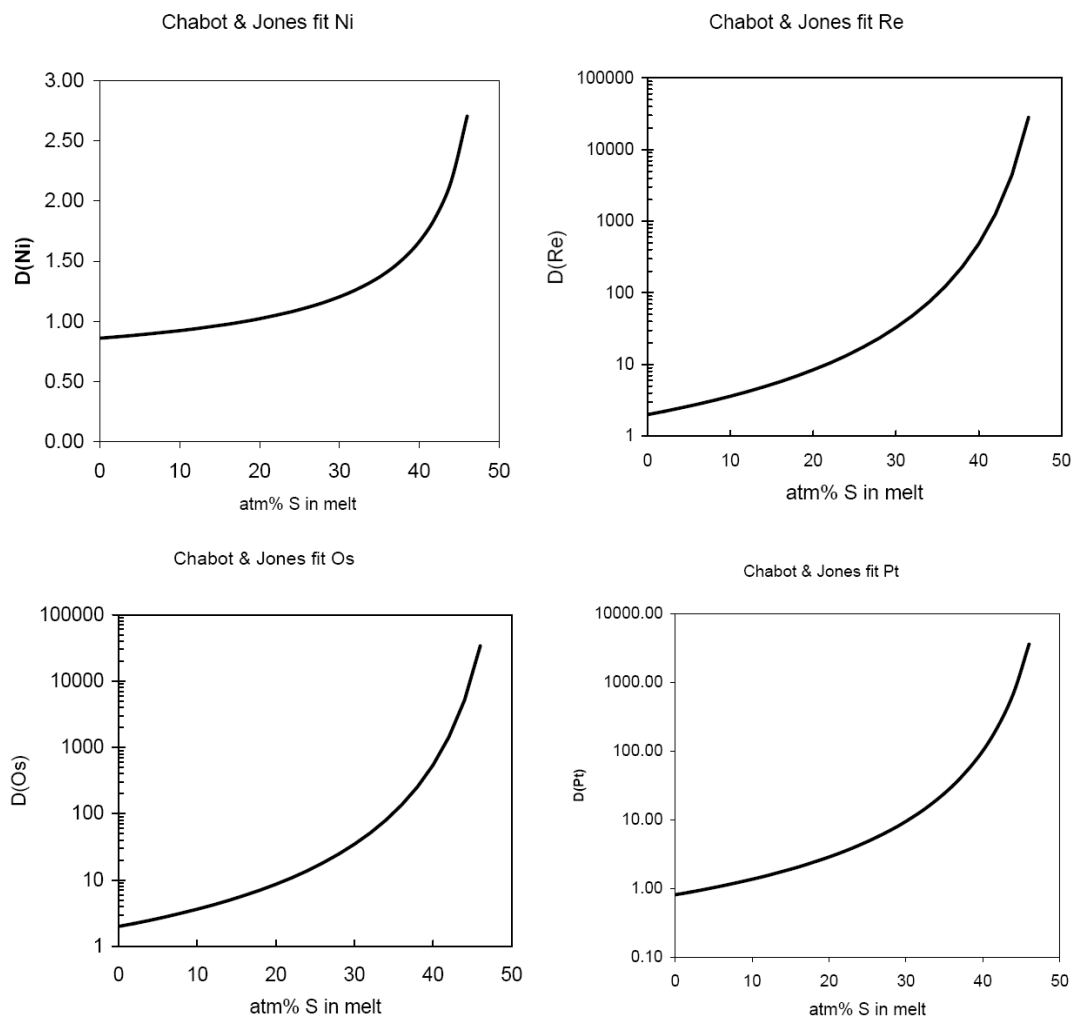 Chabot & Jones fit Ni
3.00
2.50
2.00
1.50
1.00
0.50
0.00
D(Ni)
0 10 20 30 40 50
atm% S in melt
Chabot & Jones fit Re
100000
10000
1000
100
10
1
D(Re)
0 10 20 30 40 50
atm% S in melt
Chabot & Jones fit Os
100000
10000
1000
100
10
1
D(Os)
0 10 20 30 40 50
atm% S in melt
Chabot & Jones fit Pt
10000.00
1000.00
100.00
10.00
1.00
0.10
D(Pt)
0 10 20 30 40 50
atm% S in melt